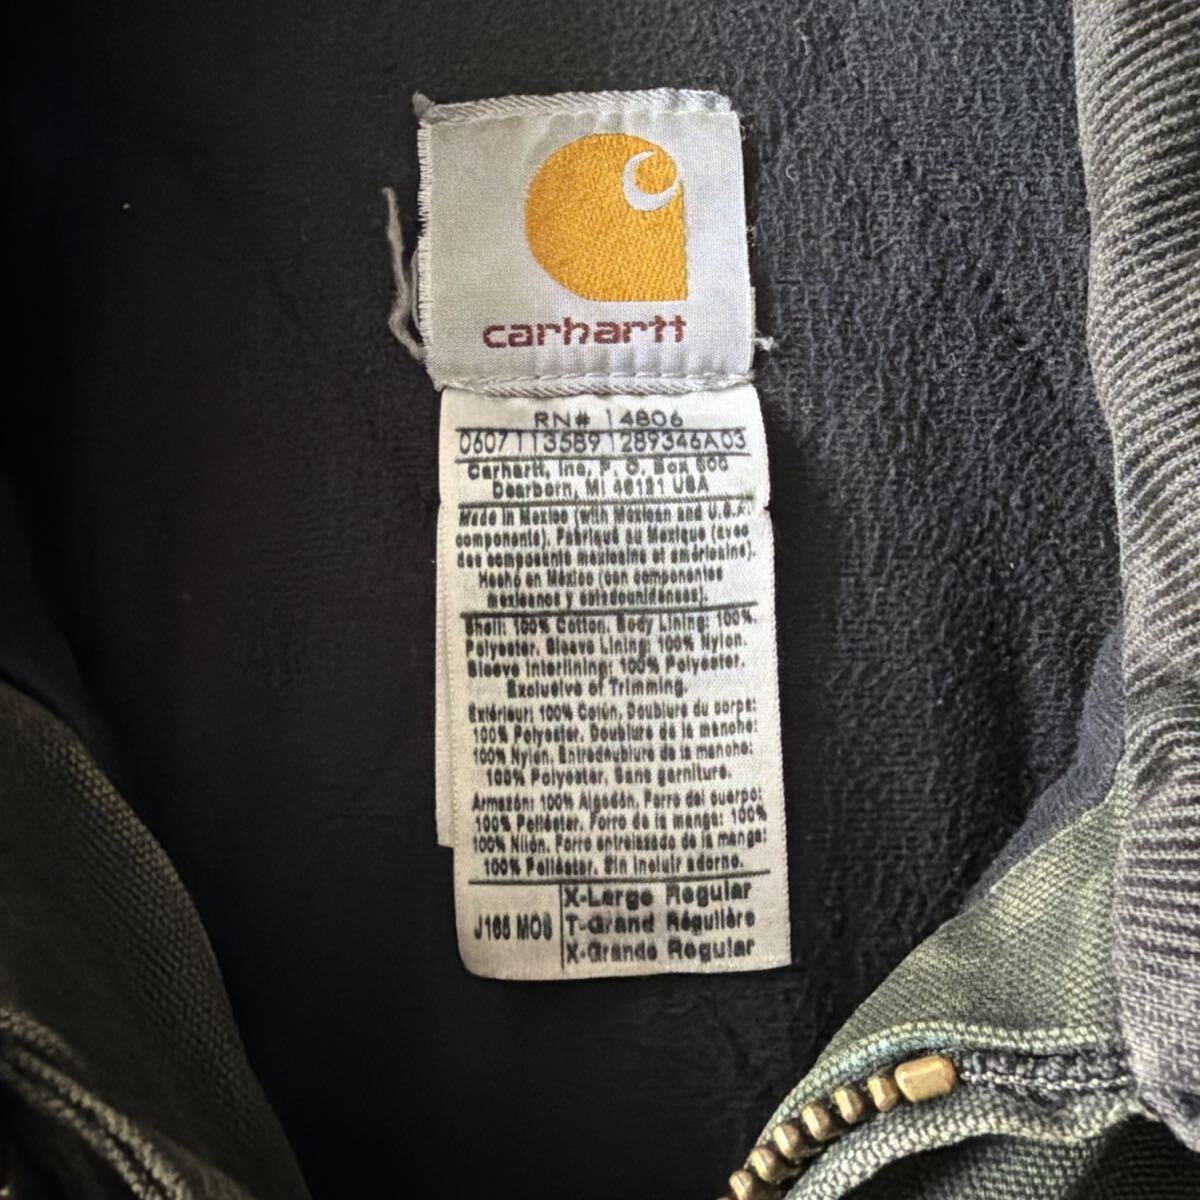 carhartt
RN# 14806
0607113589 1289346A03
Carhartt, Inc, P. O. Box 600
Dearborn, MI 48121 USA
Made in Mexico (with Mexican and U.S.A.
components). Fabriqué au Mexique (avec
des composants mexicains et américains).
Hecho en México (con componentes
mexicanos y estadounidenses).
Shell: 100% Cotton. Body Lining: 100%
Polyester. Sleeve Lining: 100% Nylon.
Sleeve Interlining: 100% Polyester.
Exclusive of Trimming.
Extérieur: 100% Cotún. Doublure du corps:
100% Polyester. Doublure de la manche:
100% Nylon. Entredoublure de la manche:
100% Polyester. Sans garniture.
Armazón: 100% Algodón. Forro del cuerpo:
100% Poliéster. Forro de la manga: 100%
100% Nilón. Forro entrelazado de la manga:
100% Poliéster. Sin incluir adorno.
X-Large Regular
J165 MOS T-Grand Régulière
X-Grande Regular